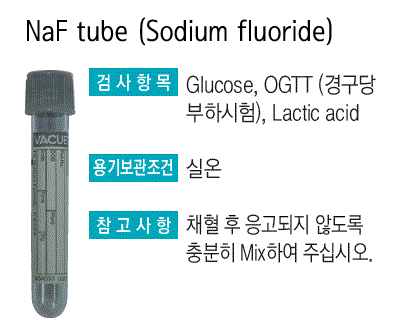 NaF tube (Sodium fluoride)
검사항목 Glucose, OGTT (경구당
부하시험), Lactic acid
용기보관조건 실온
참고사항 채혈 후 응고되지 않도록
충분히 Mix하여 주십시오.
VACUE